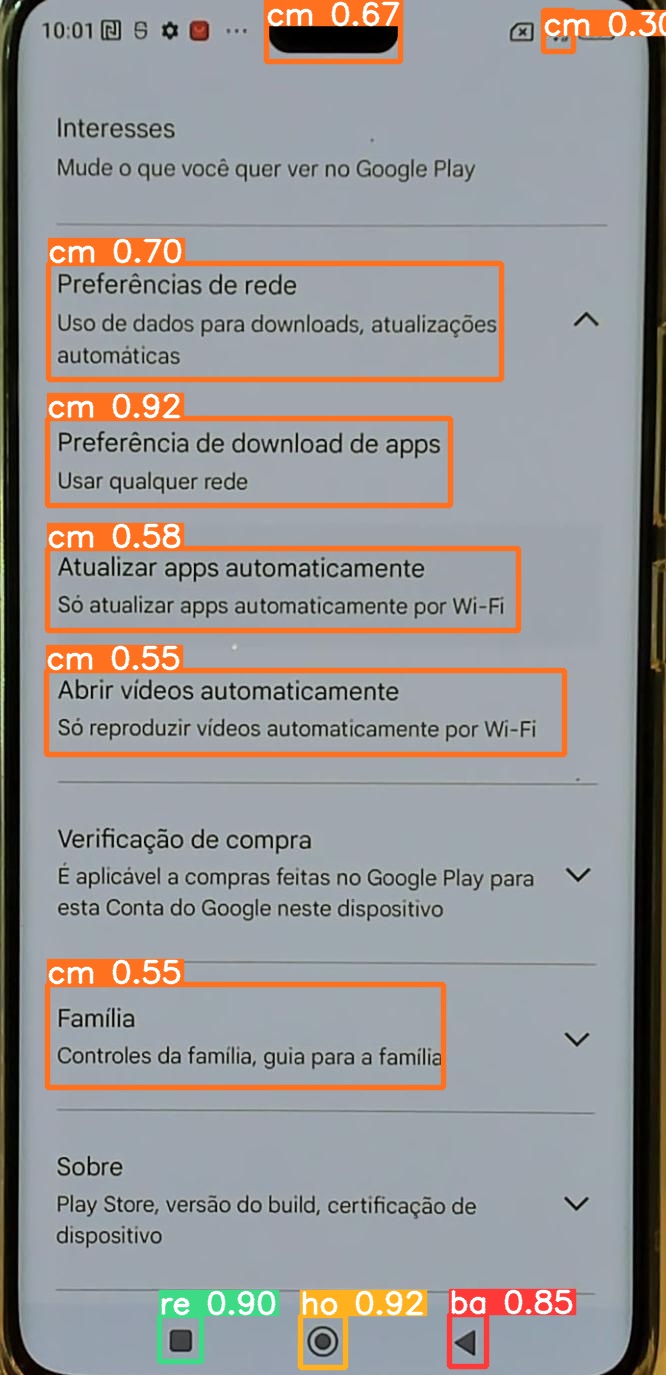 cm 0.67
cm 0.30
10:01
Interesses
Mude o que você quer ver no Google Play
cm 0.70
Preferências de rede
Uso de dados para downloads, atualizações
automáticas
cm 0.92
Preferência de download de apps
Usar qualquer rede
cm 0.58
Atualizar apps automaticamente
Só atualizar apps automaticamente por Wi-Fi
cm 0.55
Abrir vídeos automaticamente
Só reproduzir vídeos automaticamente por Wi-Fi
Verificação de compra
É aplicável a compras feitas no Google Play para
esta Conta do Google neste dispositivo
cm 0.55
Família
Controles da família, guia para a família
Sobre
Play Store, versão do build, certificação de
dispositivo
re 0.90 ho 0.92 ba 0.85